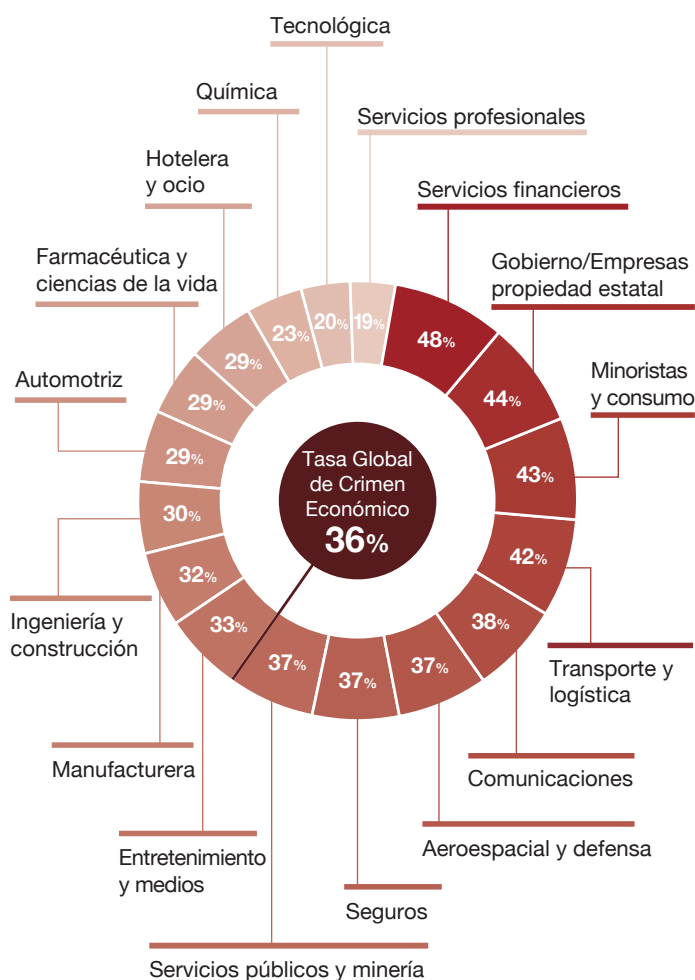 Tecnológica
Química
Servicios profesionales
Hotelera
y ocio
Servicios financieros
Farmacéutica y
ciencias de la vida
Gobierno/Empresas
propiedad estatal
Automotriz
Minoristas
y consumo
19%
20%
23%
29%
29%
29%
30%
32%
33%
37%
37%
37%
38%
42%
43%
44%
48%
Tasa Global
de Crimen
Económico
36%
Ingeniería y
construcción
Transporte y
logística
Manufacturera
Comunicaciones
Entretenimiento
y medios
Aeroespacial y defensa
Seguros
Servicios públicos y minería